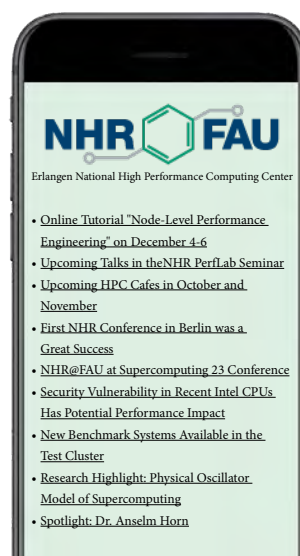 NHR FAU
Erlangen National High Performance Computing Center
• Online Tutorial "Node-Level Performance
Engineering" on December 4-6
• Upcoming Talks in theNHR PerfLab Seminar
• Upcoming HPC Cafes in October and
November
• First NHR Conference in Berlin was a
Great Success
• NHR@FAU at Supercomputing 23 Conference
• Security Vulnerability in Recent Intel CPUs
Has Potential Performance Impact
• New Benchmark Systems Available in the
Test Cluster
• Research Highlight: Physical Oscillator
Model of Supercomputing
• Spotlight: Dr. Anselm Horn